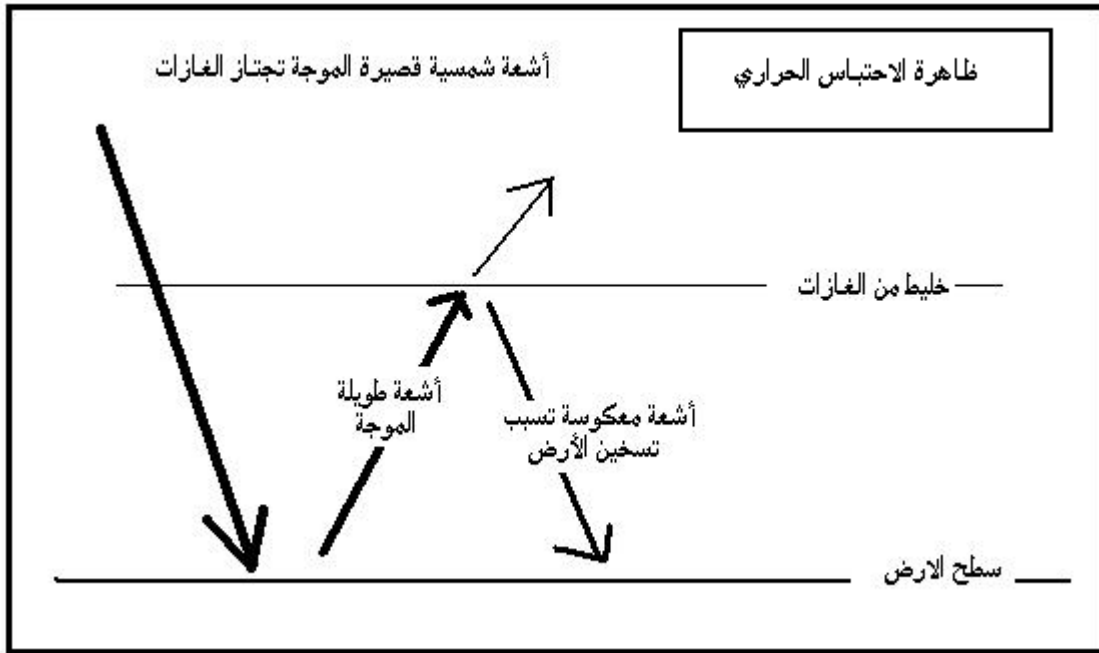 ظاهرة الاحتباس الحراري
أشعة شمسية قصيرة الموجة تجتاز الغازات
خليط من الغازات
أشعة طويلة
الموجة
أشعة معكوسة تسبب
تسخين الأرض
سطح الارض